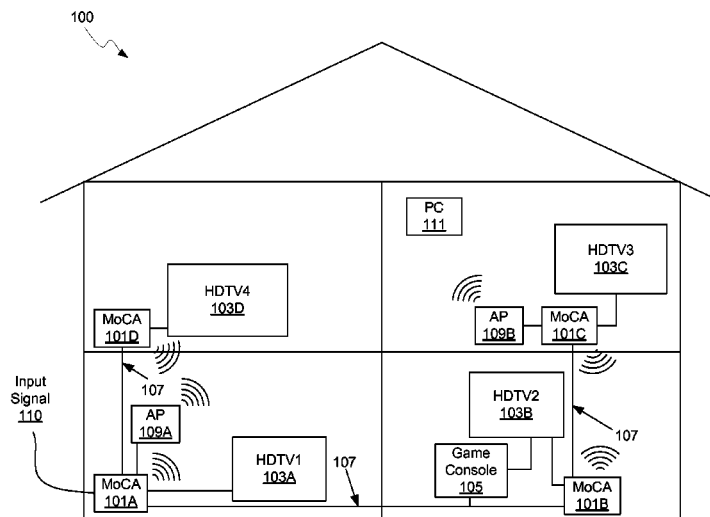 100
PC
111
HDTV3
103C
HDTV4
103D
AP
109B
MoCA
101C
MoCA
101D
107
Input
Signal
110
AP
109A
HDTV2
103B
107
HDTV1
103A
Game
Console
105
107
MoCA
101A
MoCA
101B